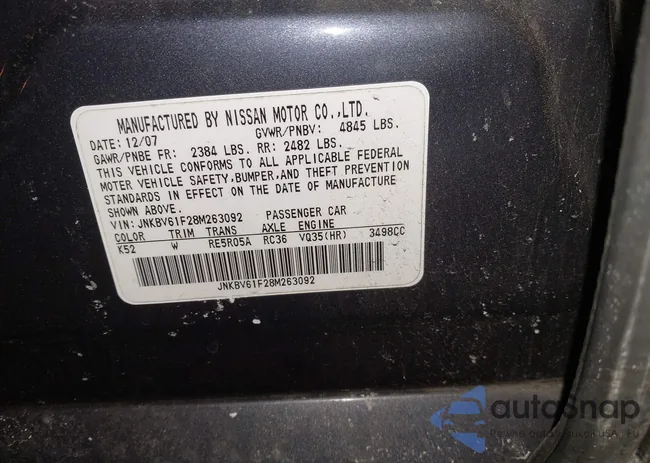 MANUFACTURED BY NISSAN MOTOR CO.,LTD.
DATE: 12/07 GVWR/PNBV: 4845 LBS.
GAWR/PNBE FR: 2384 LBS. RR: 2482 LBS.
THIS VEHICLE CONFORMS TO ALL APPLICABLE FEDERAL
MOTER VEHICLE SAFETY,BUMPER,AND THEFT PREVENTION
STANDARDS IN EFFECT ON THE DATE OF MANUFACTURE
SHOWN ABOVE.
VIN: JNKBV61F28M263092 PASSENGER CAR
COLOR TRIM TRANS AXLE ENGINE
K52 W RE5R05A RC36 VQ35(HR) 3498CC
JNKBV61F28M263092
autoSnap